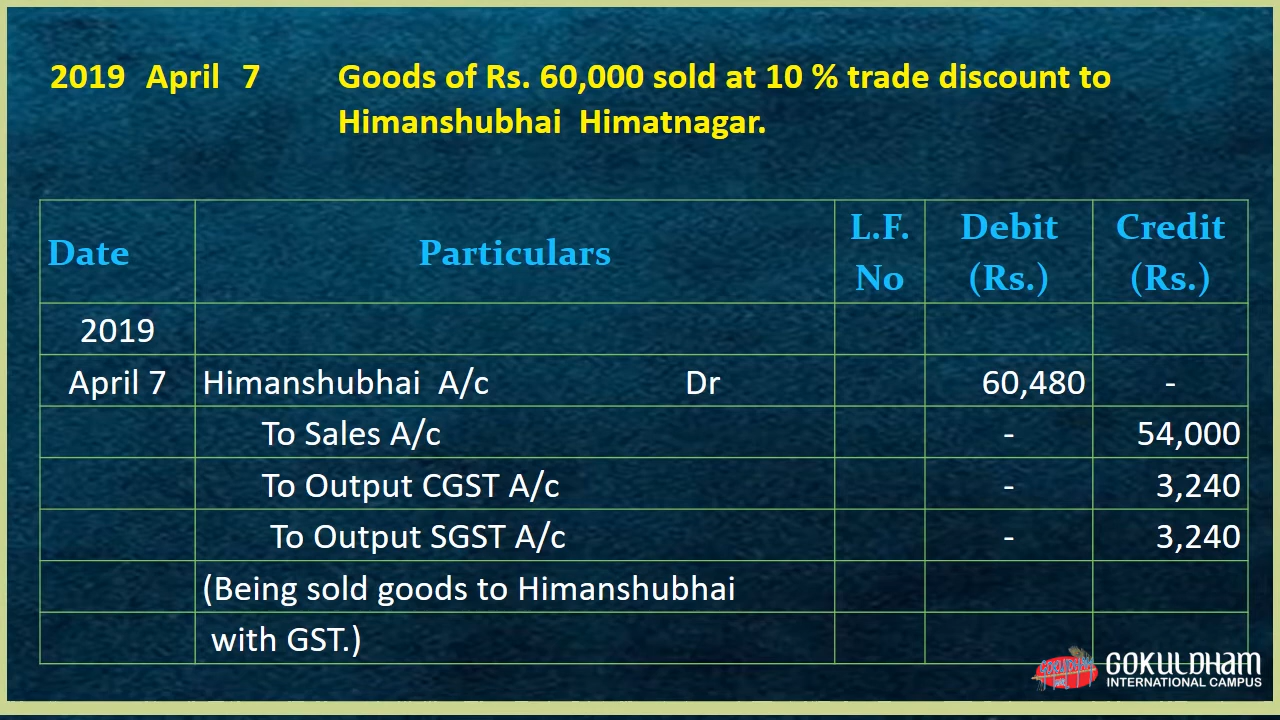 2019 April 7 Goods of Rs. 60,000 sold at 10 % trade discount to
Himanshubhai Himatnagar.
Date Particulars L.F. No Debit (Rs.) Credit (Rs.)
2019
April 7 Himanshubhai A/c Dr 60,480 -
To Sales A/c - 54,000
To Output CGST A/c - 3,240
To Output SGST A/c - 3,240
(Being sold goods to Himanshubhai
with GST.)
GOKULDHAM
GOKULDHAM
INTERNATIONAL CAMPUS